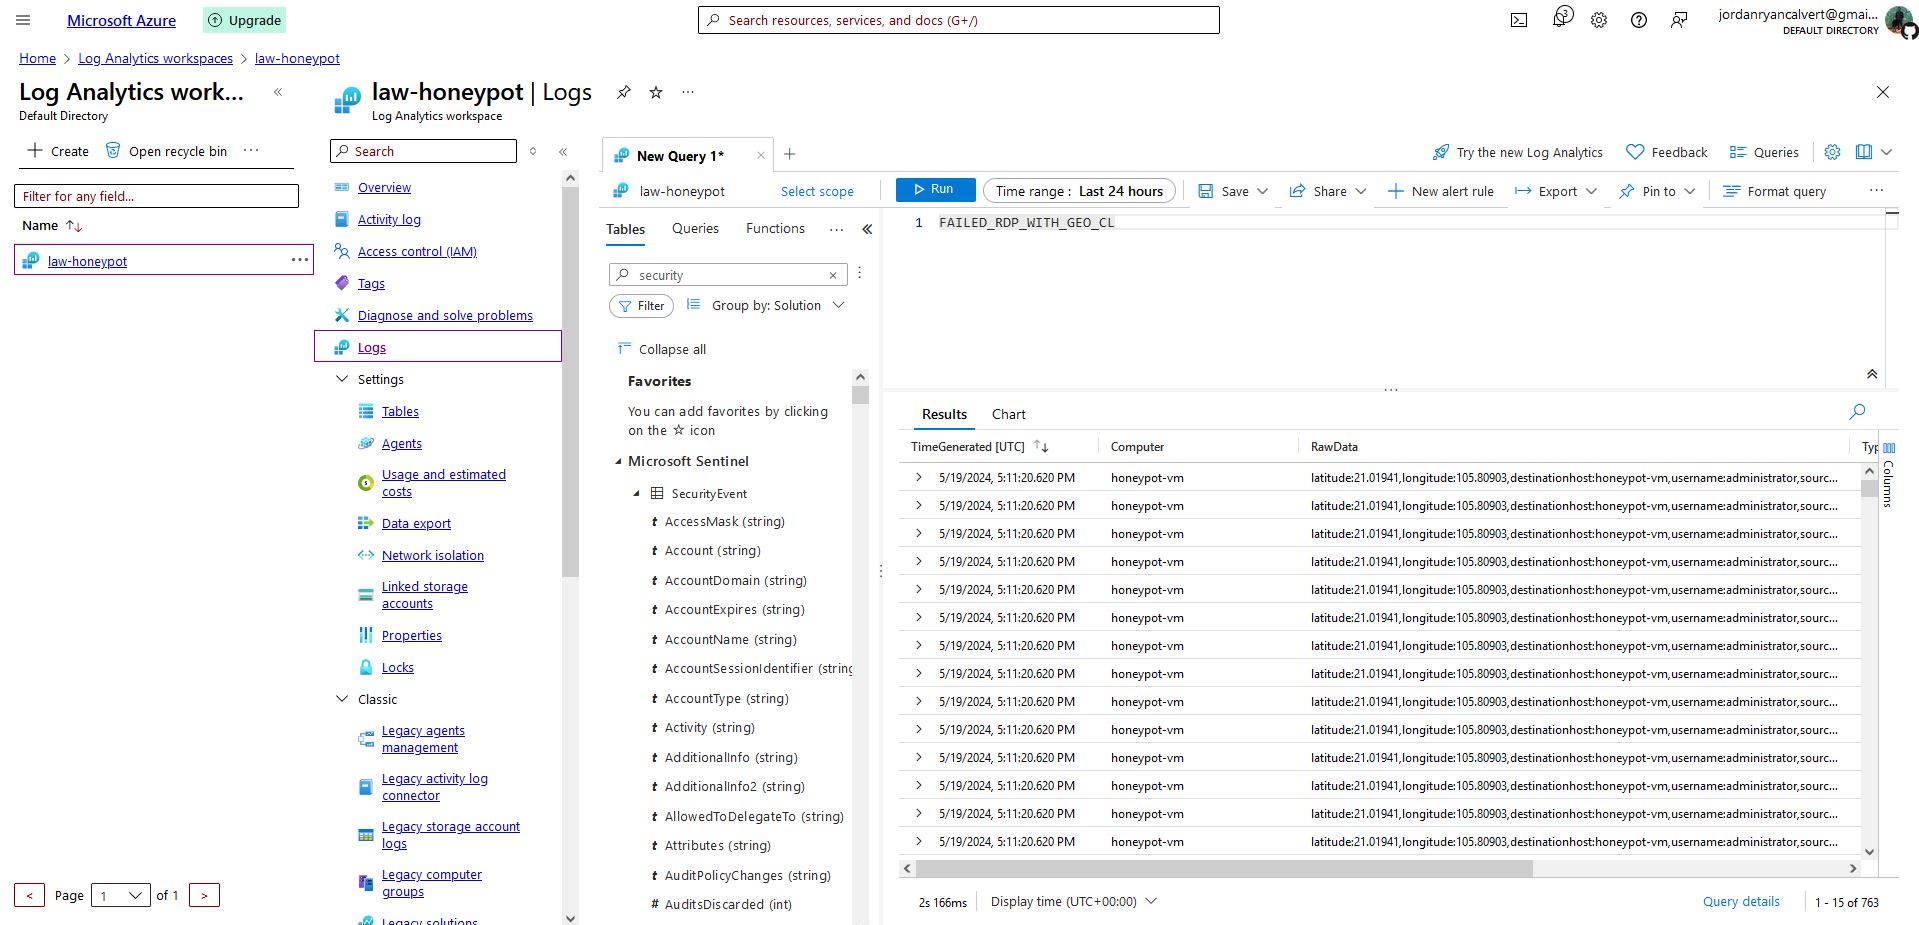 Microsoft Azure
Upgrade
Search resources, services, and docs (G+/)
3
jordanryancalvert@gmai...
DEFAULT DIRECTORY
Home > Log Analytics workspaces > law-honeypot
Log Analytics work...
Default Directory
Create
Open recycle bin
Filter for any field...
Name
law-honeypot
Page 1 of 1
law-honeypot | Logs
Log Analytics workspace
Search
Overview
Activity log
Access control (IAM)
Tags
Diagnose and solve problems
Logs
Settings
Tables
Agents
Usage and estimated
costs
Data export
Network isolation
Linked storage
accounts
Properties
Locks
Classic
Legacy agents
management
Legacy activity log
connector
Legacy storage account
logs
Legacy computer
groups
Legacy solutions
New Query 1*
Try the new Log Analytics
Feedback
Queries
law-honeypot
Select scope
Run
Time range : Last 24 hours
Save
Share
New alert rule
Export
Pin to
Format query
Tables
Queries
Functions
security
Filter
Group by: Solution
Collapse all
Favorites
You can add favorites by clicking
on the ☆ icon
Microsoft Sentinel
SecurityEvent
t AccessMask (string)
t Account (string)
t AccountDomain (string)
t AccountExpires (string)
t AccountName (string)
t AccountSessionIdentifier (string
t AccountType (string)
t Activity (string)
t AdditionalInfo (string)
t AdditionalInfo2 (string)
t AllowedToDelegateTo (string)
t Attributes (string)
t AuditPolicyChanges (string)
# AuditsDiscarded (int)
1 FAILED_RDP_WITH_GEO_CL
Results
Chart
TimeGenerated [UTC] Computer RawData Typ
5/19/2024, 5:11:20.620 PM honeypot-vm latitude:21.01941,longitude:105.80903,destinationhost:honeypot-vm,username:administrator,sourc...
5/19/2024, 5:11:20.620 PM honeypot-vm latitude:21.01941,longitude:105.80903,destinationhost:honeypot-vm,username:administrator,sourc...
5/19/2024, 5:11:20.620 PM honeypot-vm latitude:21.01941,longitude:105.80903,destinationhost:honeypot-vm,username:administrator,sourc...
5/19/2024, 5:11:20.620 PM honeypot-vm latitude:21.01941,longitude:105.80903,destinationhost:honeypot-vm,username:administrator,sourc...
5/19/2024, 5:11:20.620 PM honeypot-vm latitude:21.01941,longitude:105.80903,destinationhost:honeypot-vm,username:administrator,sourc...
5/19/2024, 5:11:20.620 PM honeypot-vm latitude:21.01941,longitude:105.80903,destinationhost:honeypot-vm,username:administrator,sourc...
5/19/2024, 5:11:20.620 PM honeypot-vm latitude:21.01941,longitude:105.80903,destinationhost:honeypot-vm,username:administrator,sourc...
5/19/2024, 5:11:20.620 PM honeypot-vm latitude:21.01941,longitude:105.80903,destinationhost:honeypot-vm,username:administrator,sourc...
5/19/2024, 5:11:20.620 PM honeypot-vm latitude:21.01941,longitude:105.80903,destinationhost:honeypot-vm,username:administrator,sourc...
5/19/2024, 5:11:20.620 PM honeypot-vm latitude:21.01941,longitude:105.80903,destinationhost:honeypot-vm,username:administrator,sourc...
5/19/2024, 5:11:20.620 PM honeypot-vm latitude:21.01941,longitude:105.80903,destinationhost:honeypot-vm,username:administrator,sourc...
5/19/2024, 5:11:20.620 PM honeypot-vm latitude:21.01941,longitude:105.80903,destinationhost:honeypot-vm,username:administrator,sourc...
5/19/2024, 5:11:20.620 PM honeypot-vm latitude:21.01941,longitude:105.80903,destinationhost:honeypot-vm,username:administrator,sourc...
5/19/2024, 5:11:20.620 PM honeypot-vm latitude:21.01941,longitude:105.80903,destinationhost:honeypot-vm,username:administrator,sourc...
Columns
2s 166ms
Display time (UTC+00:00)
Query details
1 - 15 of 763